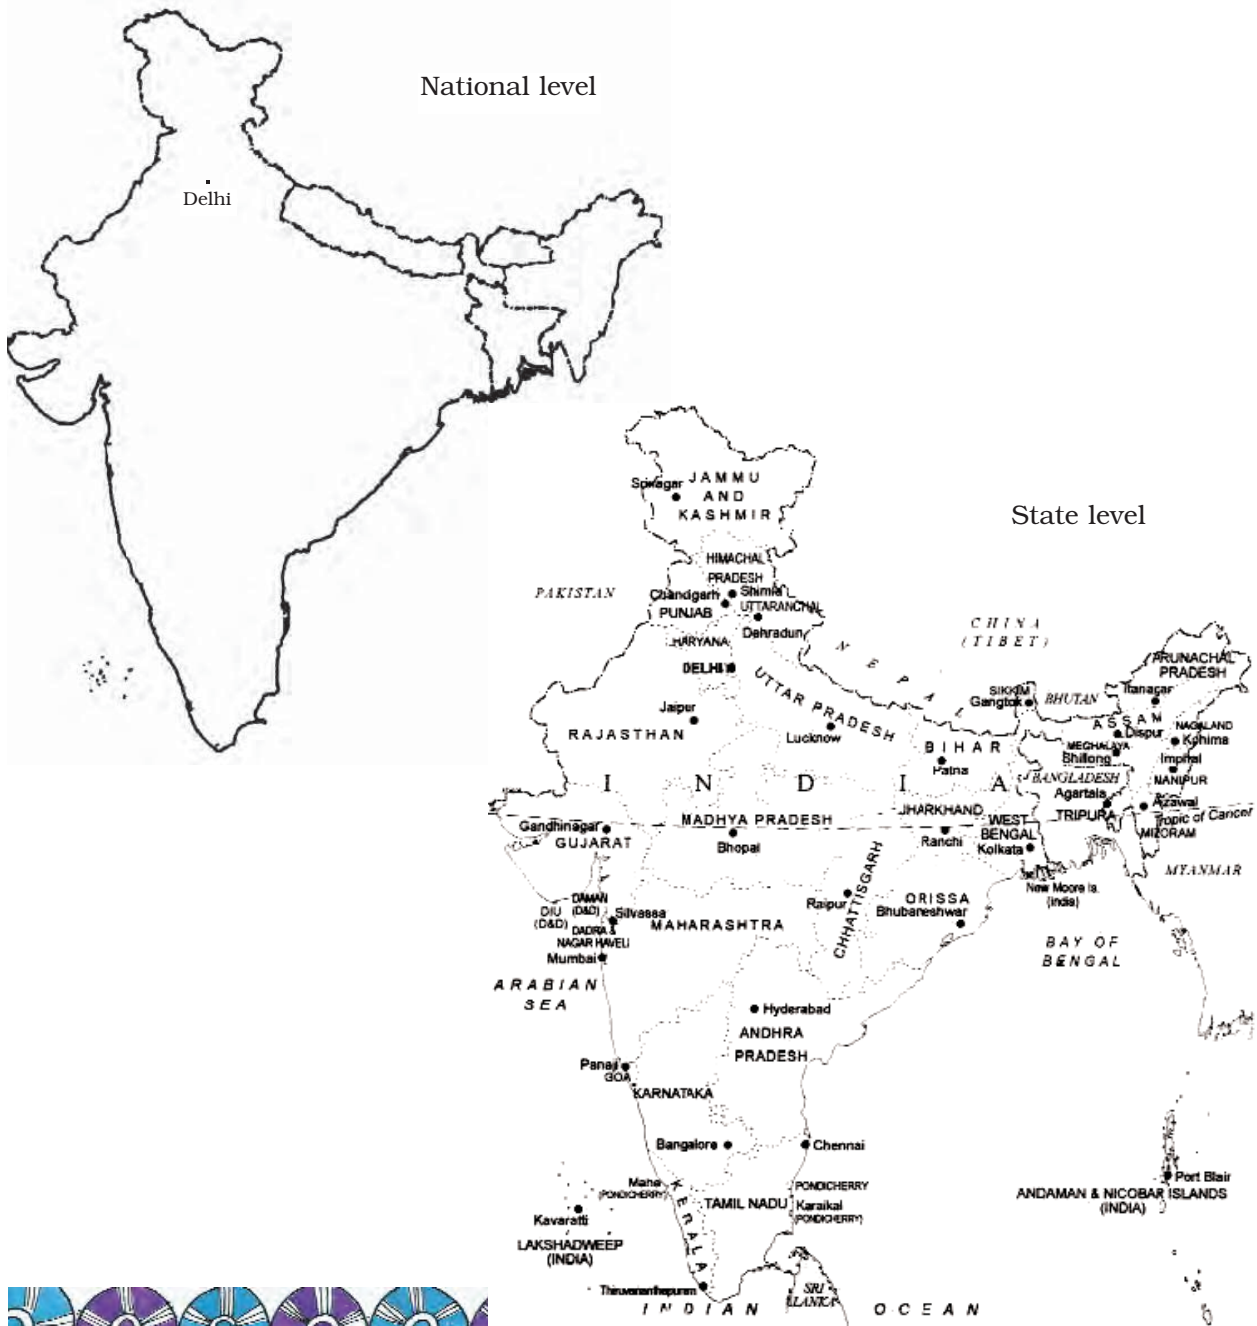 National level
Delhi
State level
Srinagar
JAMMU
AND
KASHMIR
HIMACHAL
PRADESH
PAKISTAN
Chandigarh
Shimla
PUNJAB
UTTARANCHAL
Dehradun
CHINA
(TIBET)
HARYANA
DELHI
NEPAL
ARUNACHAL
PRADESH
UTTAR PRADESH
SIKKIM
Gangtok
BHUTAN
Itanagar
Jaipur
RAJASTHAN
Lucknow
ASSAM
Dispur
NAGALAND
Kohima
BIHAR
Patna
MEGHALAYA
Shillong
Imphal
INDIA
BANGLADESH
NANIPUR
Agartala
Azawal
JHARKHAND
TRIPURA
Tropic of Cancer
MADHYA PRADESH
WEST
BENGAL
MIZORAM
Gandhinagar
GUJARAT
Bhopal
Ranchi
Kolkata
MYANMAR
New Moore Is.
(India)
CHHATTISGARH
Raipur
ORISSA
Bhubaneshwar
DAMAN
(D&D)
DIU
(D&D)
Silvassa
DADRA &
NAGAR HAVELI
MAHARASHTRA
Mumbai
BAY OF
BENGAL
ARABIAN
SEA
Hyderabad
ANDHRA
PRADESH
Panaji
GOA
KARNATAKA
Bangalore
Chennai
Mahe
(PONDICHERRY)
KERALA
TAMIL NADU
PONDICHERRY
Karaikal
(PONDICHERRY)
Port Blair
ANDAMAN & NICOBAR ISLANDS
(INDIA)
Kavaratti
LAKSHADWEEP
(INDIA)
Thiruvananthapuram
SRI
LANKA
INDIAN OCEAN